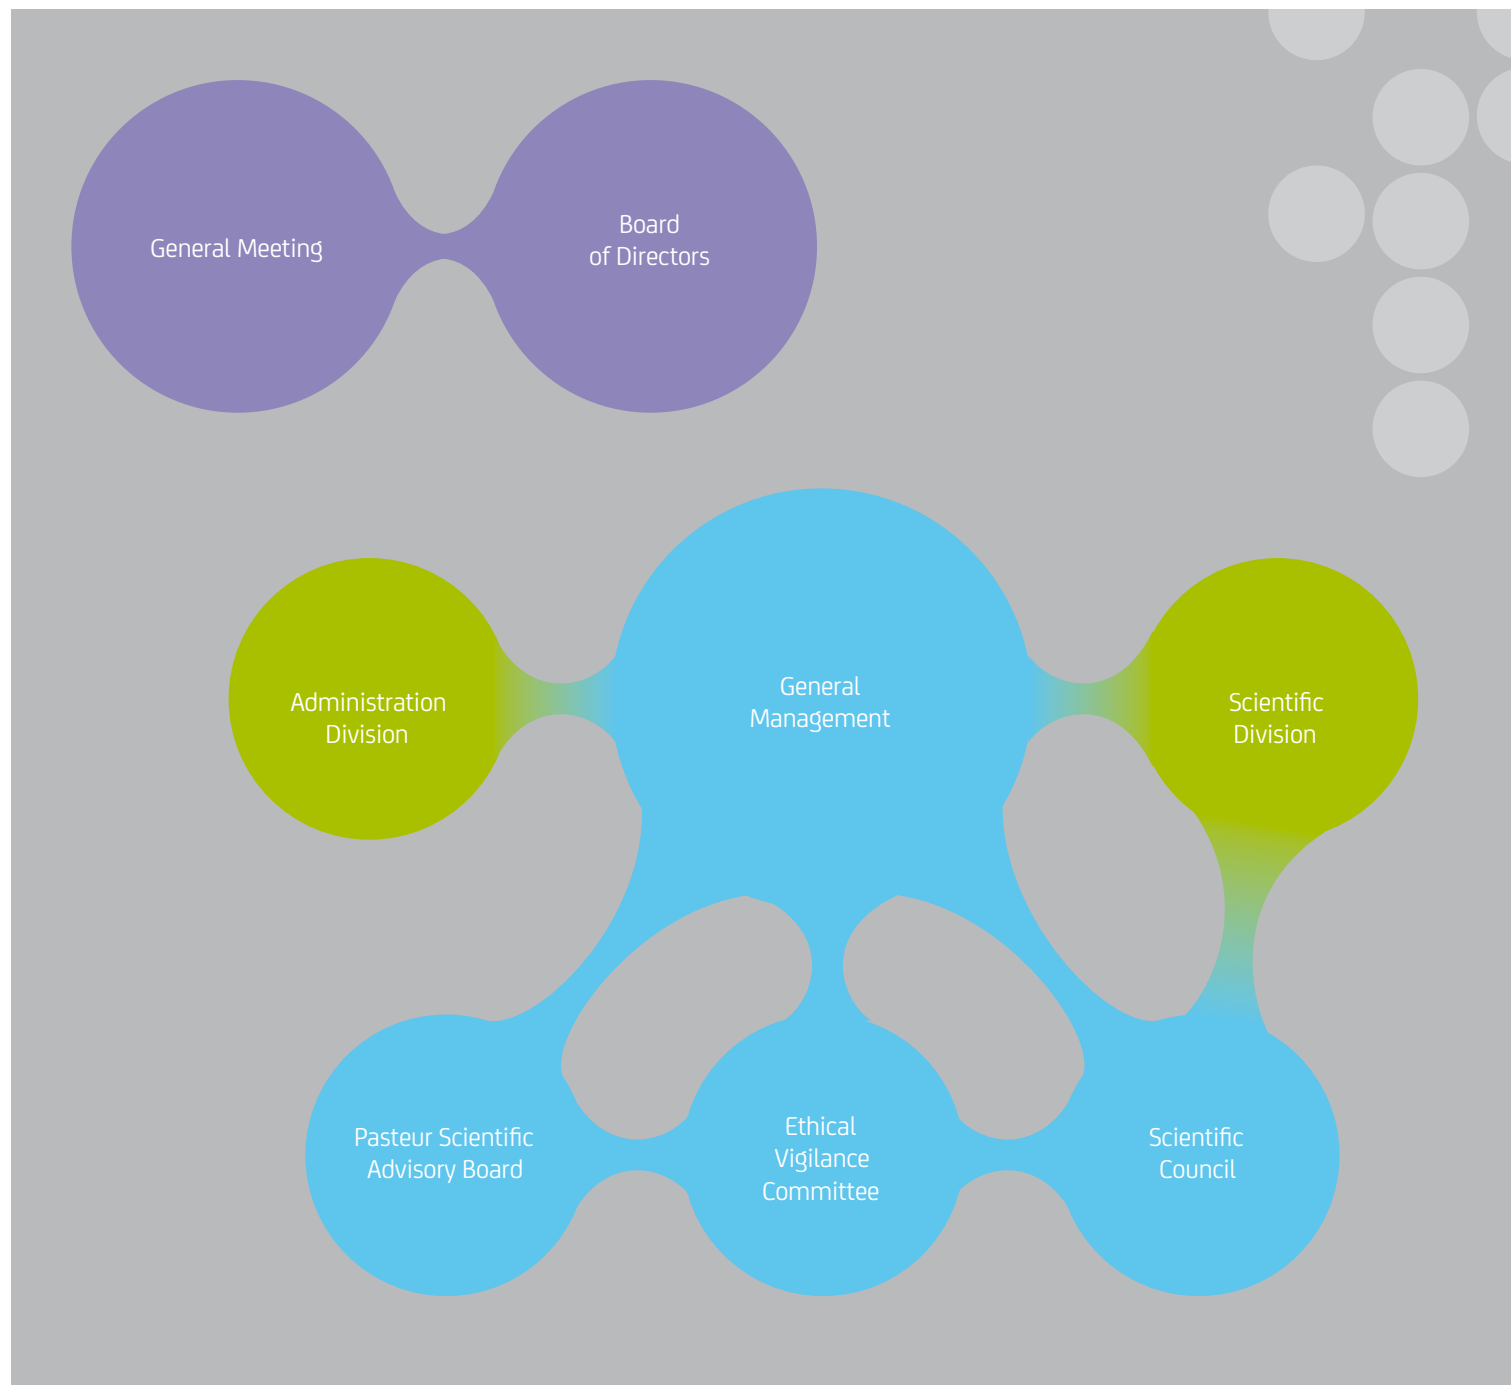 General Meeting
Board
of Directors
General
Management
Administration
Division
Scientific
Division
Pasteur Scientific
Advisory Board
Ethical
Vigilance
Committee
Scientific
Council